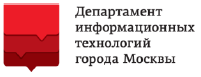 Департамент
информационных
технологий
города Москвы